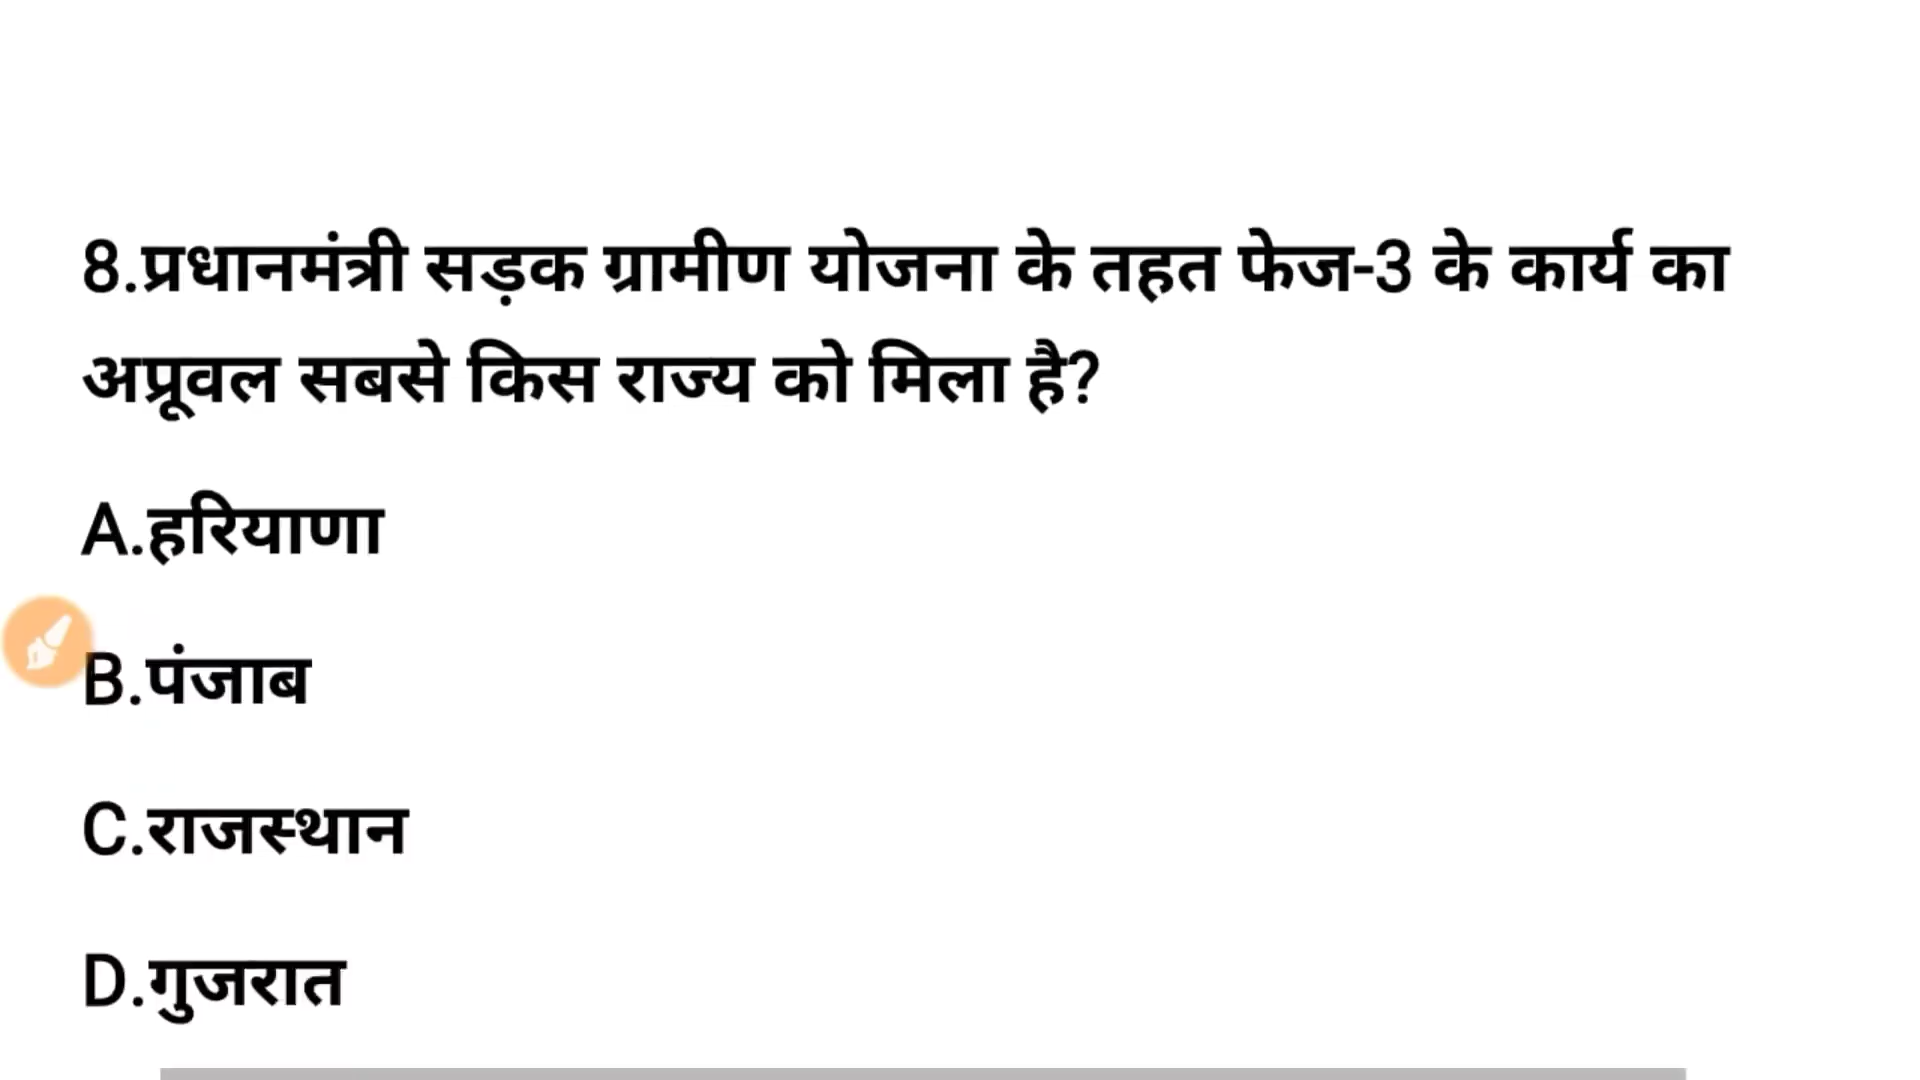 8.प्रधानमंत्री सड़क ग्रामीण योजना के तहत फेज-3 के कार्य का
अप्रूवल सबसे किस राज्य को मिला है?
A.हरियाणा
B.पंजाब
C.राजस्थान
D.गुजरात